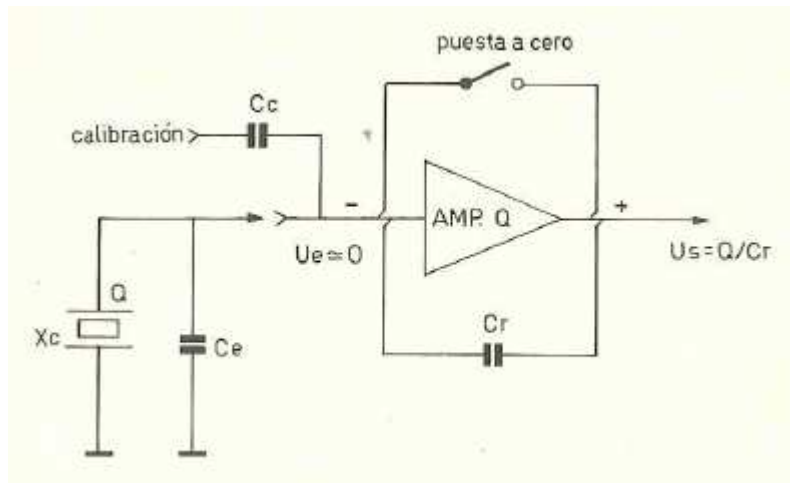 puesta a cero
Cc
calibración
-
AMP. Q
+
Ue≃0
Us=Q/Cr
Q
Xc
Ce
Cr